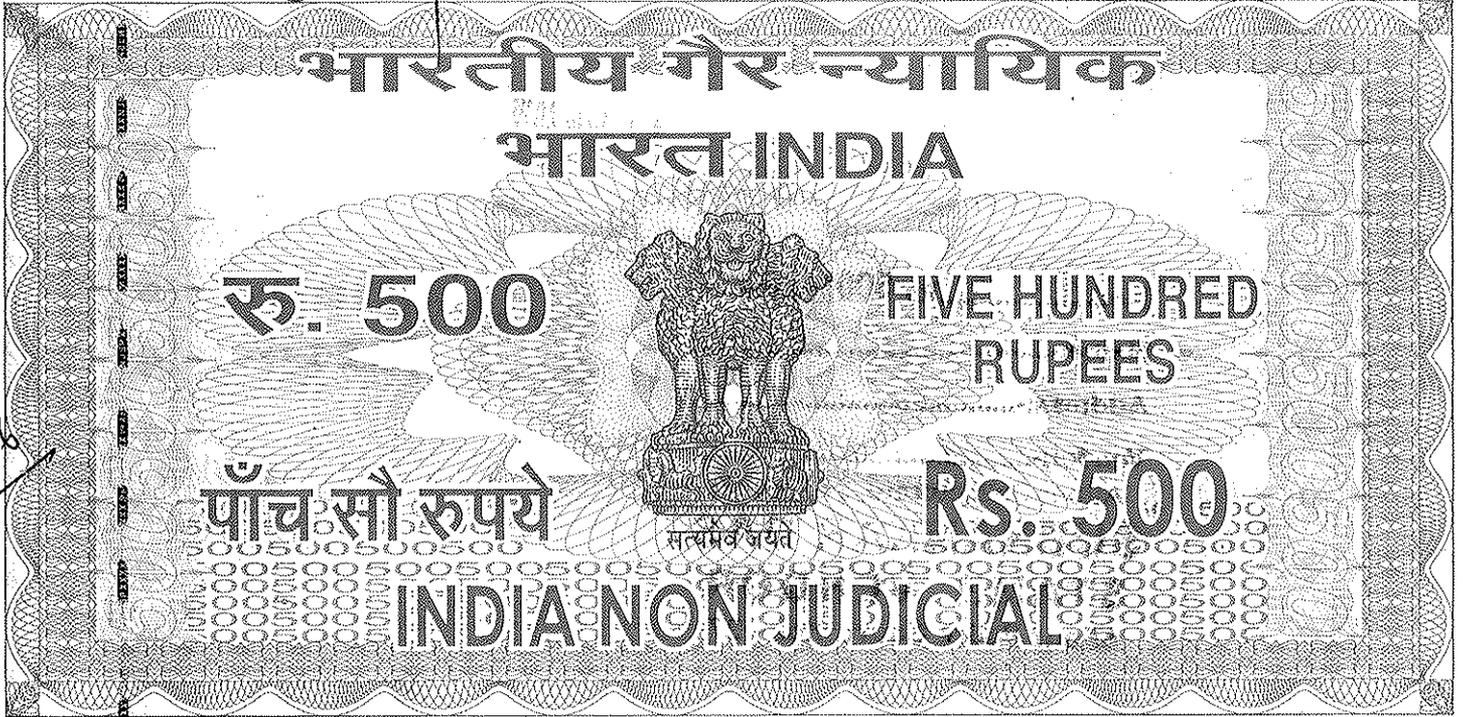 भारतीय गैर न्यायिक
भारत INDIA
रु. 500
FIVE HUNDRED
RUPEES
पाँच सौ रुपये
Rs. 500
सत्यमेव जयते
INDIA NON JUDICIAL